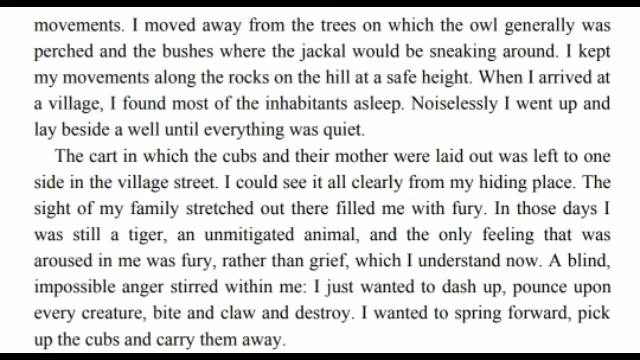 movements. I moved away from the trees on which the owl generally was
perched and the bushes where the jackal would be sneaking around. I kept
my movements along the rocks on the hill at a safe height. When I arrived at
a village, I found most of the inhabitants asleep. Noiselessly I went up and
lay beside a well until everything was quiet.
The cart in which the cubs and their mother were laid out was left to one
side in the village street. I could see it all clearly from my hiding place. The
sight of my family stretched out there filled me with fury. In those days I
was still a tiger, an unmitigated animal, and the only feeling that was
aroused in me was fury, rather than grief, which I understand now. A blind,
impossible anger stirred within me: I just wanted to dash up, pounce upon
every creature, bite and claw and destroy. I wanted to spring forward, pick
up the cubs and carry them away.